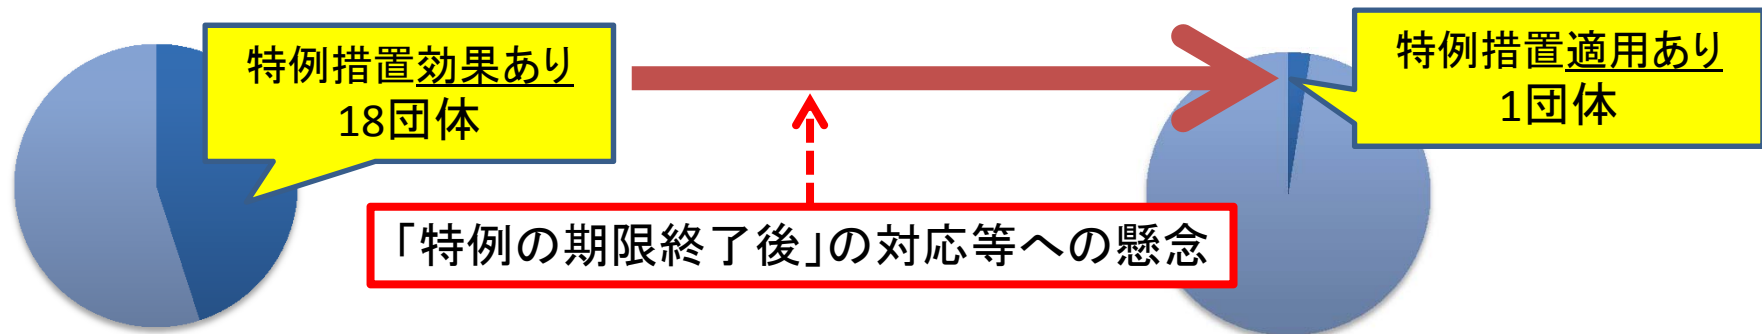 特例措置効果あり
18団体
特例措置適用あり
1団体
「特例の期限終了後」の対応等への懸念